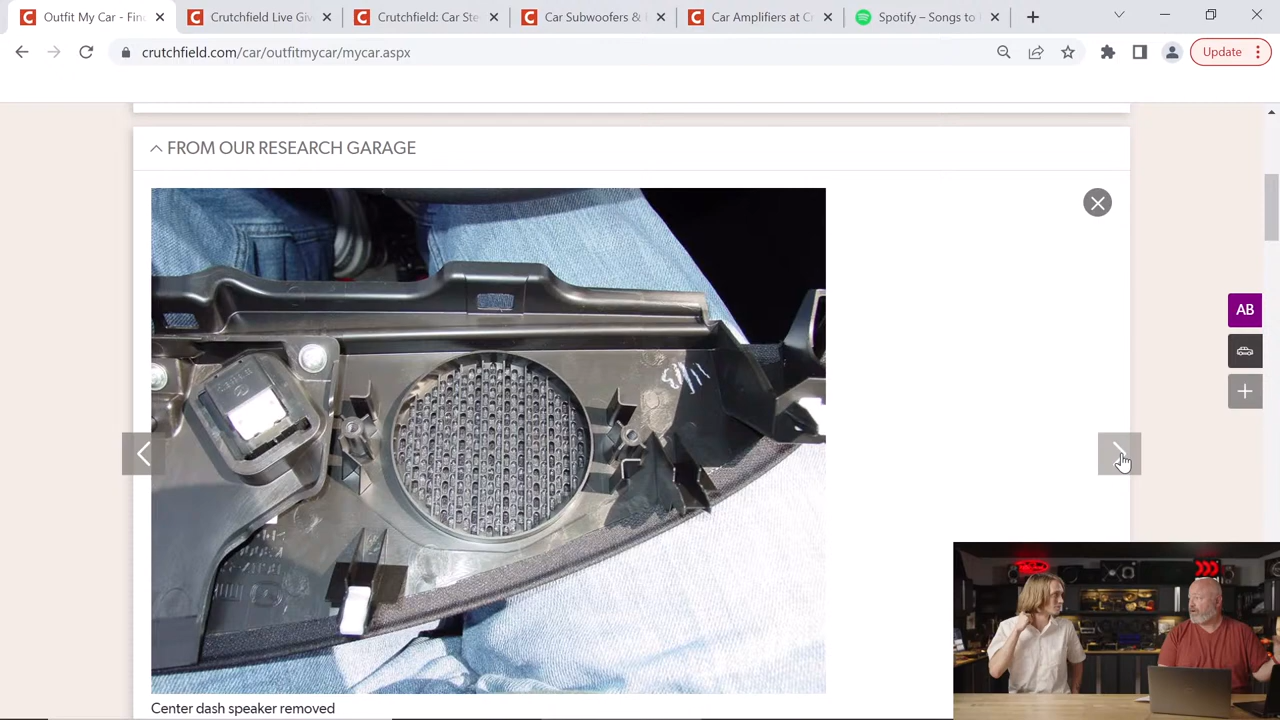 Outfit My Car - Fin
Crutchfield Live Giv
Crutchfield: Car Ste
Car Subwoofers &
Car Amplifiers at C
Spotify – Songs to
crutchfield.com/car/outfitmycar/mycar.aspx
Update
FROM OUR RESEARCH GARAGE
AB
Center dash speaker removed